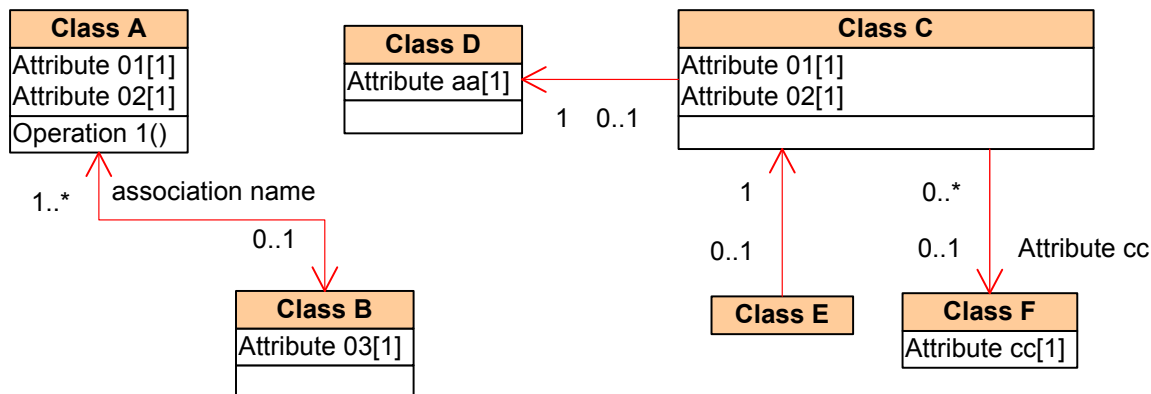 Class A
Attribute 01[1]
Attribute 02[1]
Operation 1()
1..*
association name
0..1
Class B
Attribute 03[1]
Class D
Attribute aa[1]
1
0..1
Class C
Attribute 01[1]
Attribute 02[1]
1
0..1
Class E
0..*
0..1
Attribute cc
Class F
Attribute cc[1]